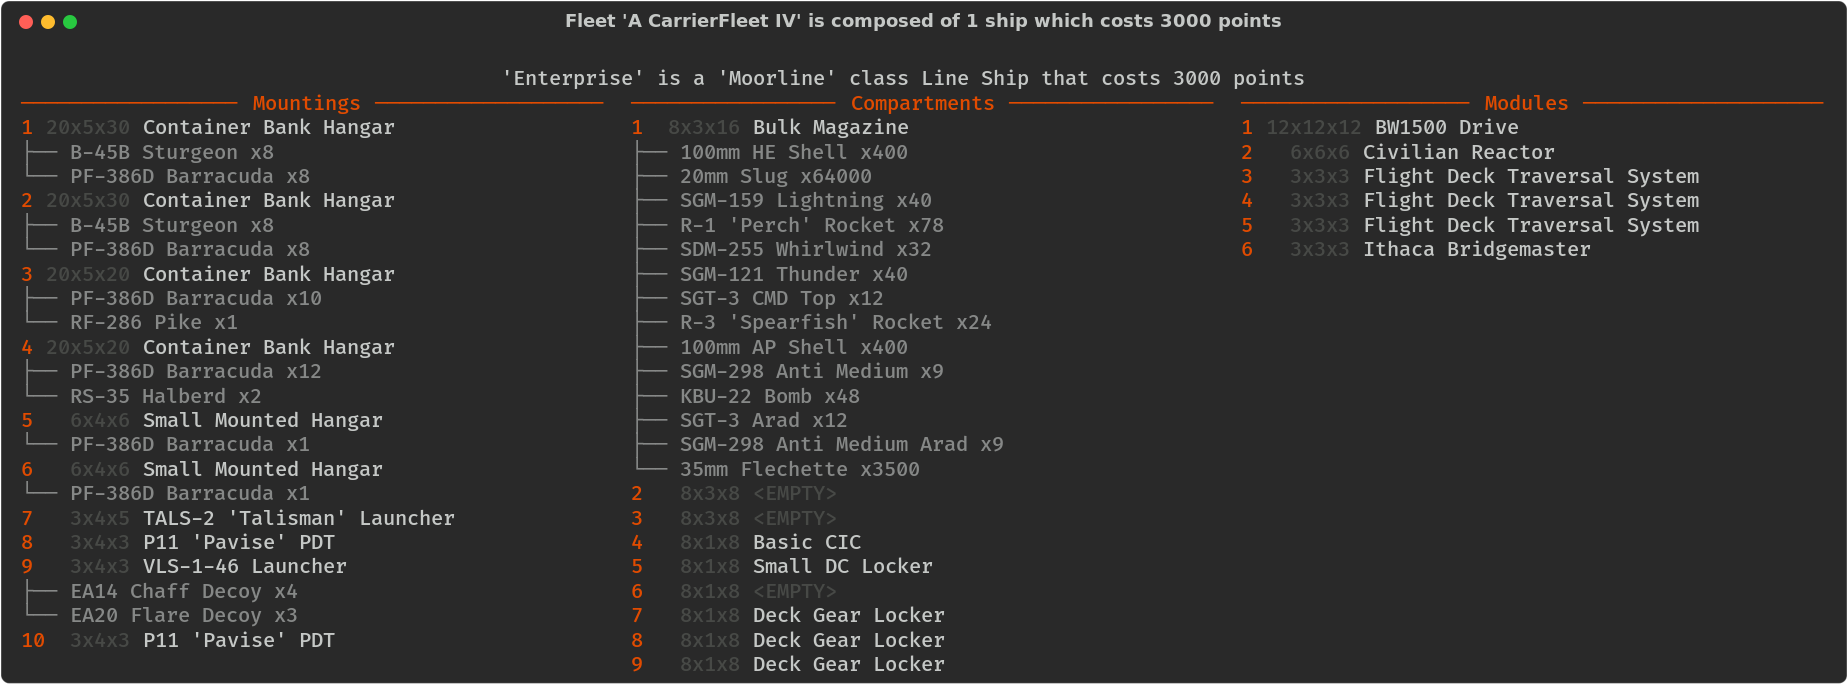 Fleet 'A CarrierFleet IV' is composed of 1 ship which costs 3000 points
'Enterprise' is a 'Moorline' class Line Ship that costs 3000 points
Mountings
1 20x5x30 Container Bank Hangar
B-45B Sturgeon x8
PF-386D Barracuda x8
2 20x5x30 Container Bank Hangar
B-45B Sturgeon x8
PF-386D Barracuda x8
3 20x5x20 Container Bank Hangar
PF-386D Barracuda x10
RF-286 Pike x1
4 20x5x20 Container Bank Hangar
PF-386D Barracuda x12
RS-35 Halberd x2
5 6x4x6 Small Mounted Hangar
PF-386D Barracuda x1
6 6x4x6 Small Mounted Hangar
PF-386D Barracuda x1
7 3x4x5 TALS-2 'Talisman' Launcher
8 3x4x3 P11 'Pavise' PDT
9 3x4x3 VLS-1-46 Launcher
EA14 Chaff Decoy x4
EA20 Flare Decoy x3
10 3x4x3 P11 'Pavise' PDT
Compartments
1 8x3x16 Bulk Magazine
100mm HE Shell x400
20mm Slug x64000
SGM-159 Lightning x40
R-1 'Perch' Rocket x78
SDM-255 Whirlwind x32
SGM-121 Thunder x40
SGT-3 CMD Top x12
R-3 'Spearfish' Rocket x24
100mm AP Shell x400
SGM-298 Anti Medium x9
KBU-22 Bomb x48
SGT-3 Arad x12
SGM-298 Anti Medium Arad x9
35mm Flechette x3500
2 8x3x8 <EMPTY>
3 8x3x8 <EMPTY>
4 8x1x8 Basic CIC
5 8x1x8 Small DC Locker
6 8x1x8 <EMPTY>
7 8x1x8 Deck Gear Locker
8 8x1x8 Deck Gear Locker
9 8x1x8 Deck Gear Locker
Modules
1 12x12x12 BW1500 Drive
2 6x6x6 Civilian Reactor
3 3x3x3 Flight Deck Traversal System
4 3x3x3 Flight Deck Traversal System
5 3x3x3 Flight Deck Traversal System
6 3x3x3 Ithaca Bridgemaster